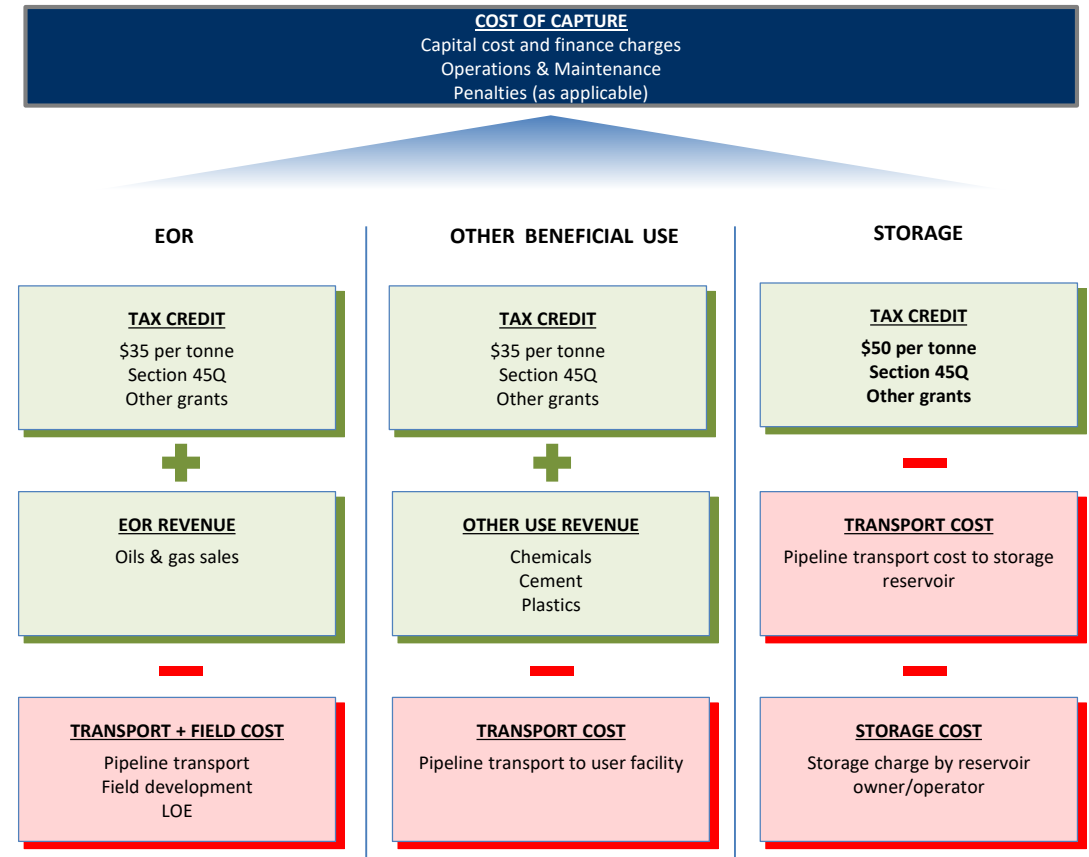 COST OF CAPTURE
Capital cost and finance charges
Operations & Maintenance
Penalties (as applicable)
EOR
TAX CREDIT
$35 per tonne
Section 45Q
Other grants
EOR REVENUE
Oils & gas sales
TRANSPORT + FIELD COST
Pipeline transport
Field development
LOE
OTHER BENEFICIAL USE
TAX CREDIT
$35 per tonne
Section 45Q
Other grants
OTHER USE REVENUE
Chemicals
Cement
Plastics
TRANSPORT COST
Pipeline transport to user facility
STORAGE
TAX CREDIT
$50 per tonne
Section 45Q
Other grants
TRANSPORT COST
Pipeline transport cost to storage
reservoir
STORAGE COST
Storage charge by reservoir
owner/operator